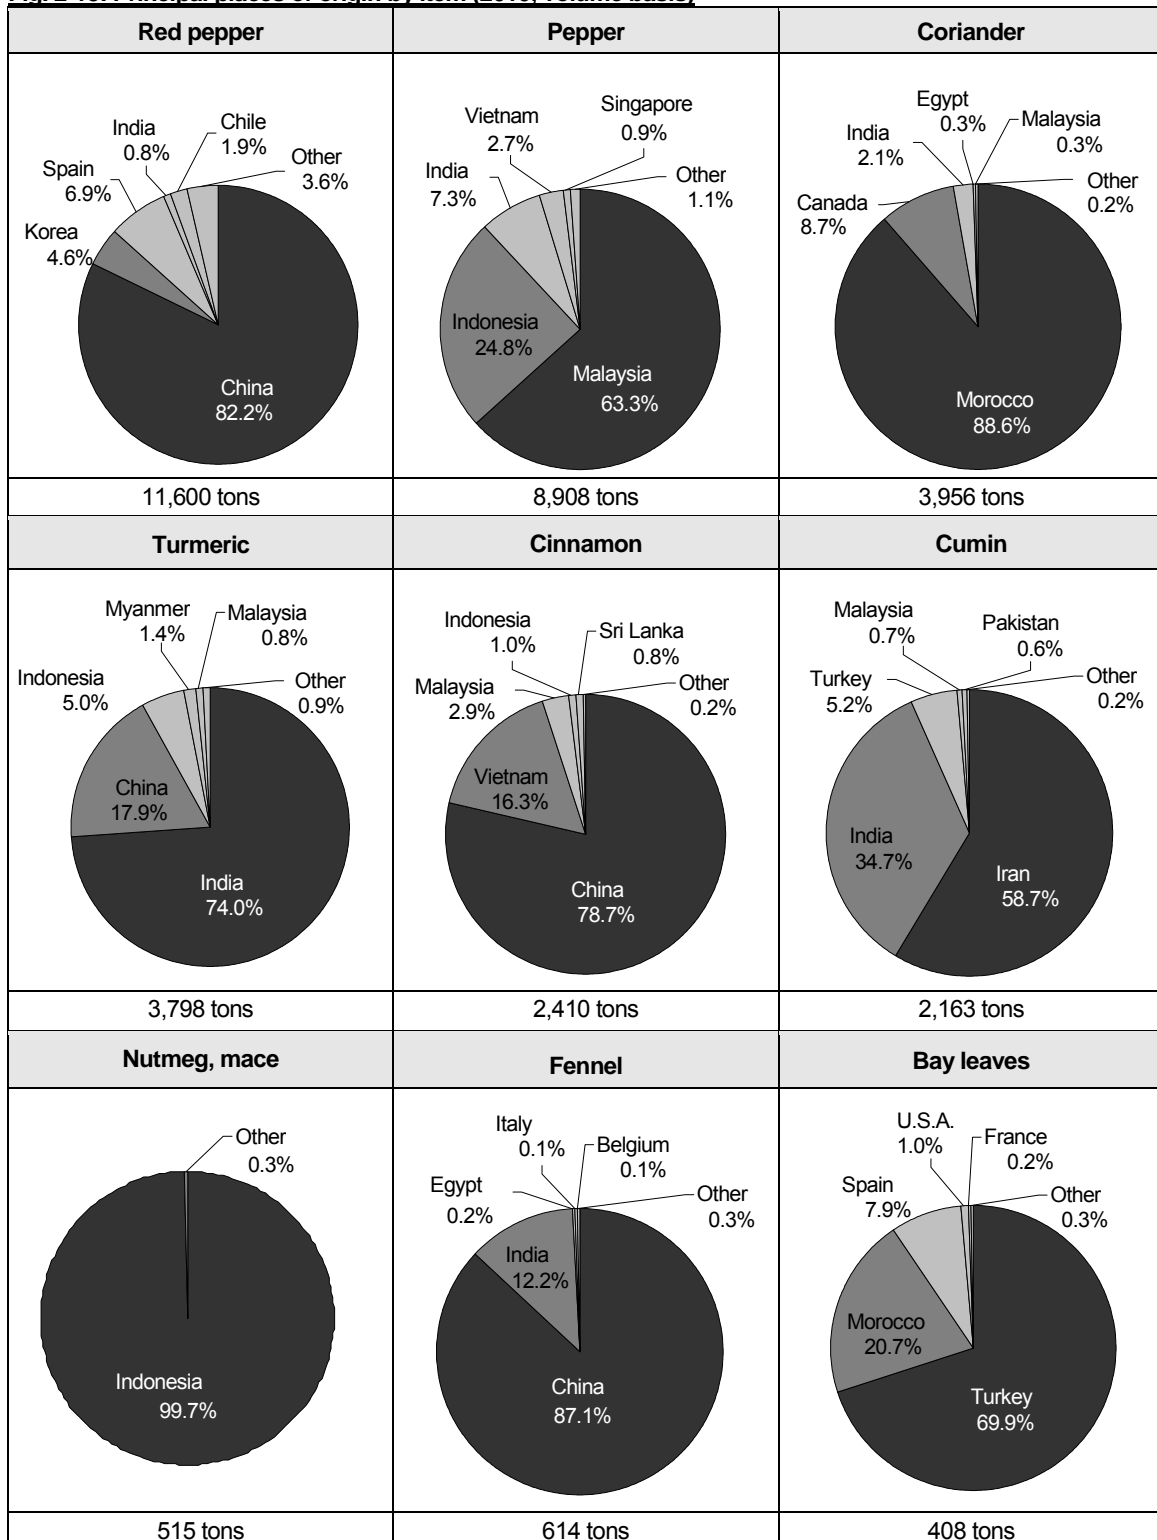 Red pepper
Pepper
Coriander
India
0.8%
Chile
1.9%
Spain
6.9%
Other
3.6%
Korea
4.6%
China
82.2%
Vietnam
2.7%
Singapore
0.9%
India
7.3%
Other
1.1%
Indonesia
24.8%
Malaysia
63.3%
Egypt
0.3%
Malaysia
0.3%
India
2.1%
Other
0.2%
Canada
8.7%
Morocco
88.6%
11,600 tons
8,908 tons
3,956 tons
Turmeric
Cinnamon
Cumin
Myanmer
1.4%
Malaysia
0.8%
Indonesia
5.0%
Other
0.9%
China
17.9%
India
74.0%
Indonesia
1.0%
Sri Lanka
0.8%
Malaysia
2.9%
Other
0.2%
Vietnam
16.3%
China
78.7%
Malaysia
0.7%
Pakistan
0.6%
Turkey
5.2%
Other
0.2%
India
34.7%
Iran
58.7%
3,798 tons
2,410 tons
2,163 tons
Nutmeg, mace
Fennel
Bay leaves
Other
0.3%
Indonesia
99.7%
Italy
0.1%
Belgium
0.1%
Egypt
0.2%
Other
0.3%
India
12.2%
China
87.1%
U.S.A.
1.0%
France
0.2%
Spain
7.9%
Other
0.3%
Morocco
20.7%
Turkey
69.9%
515 tons
614 tons
408 tons